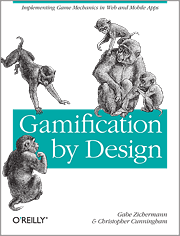 Implementing Game Mechanics in Web and Mobile Apps
Gamification
by Design
O'REILLY®
Gabe Zichermann
& Christopher Cunningham